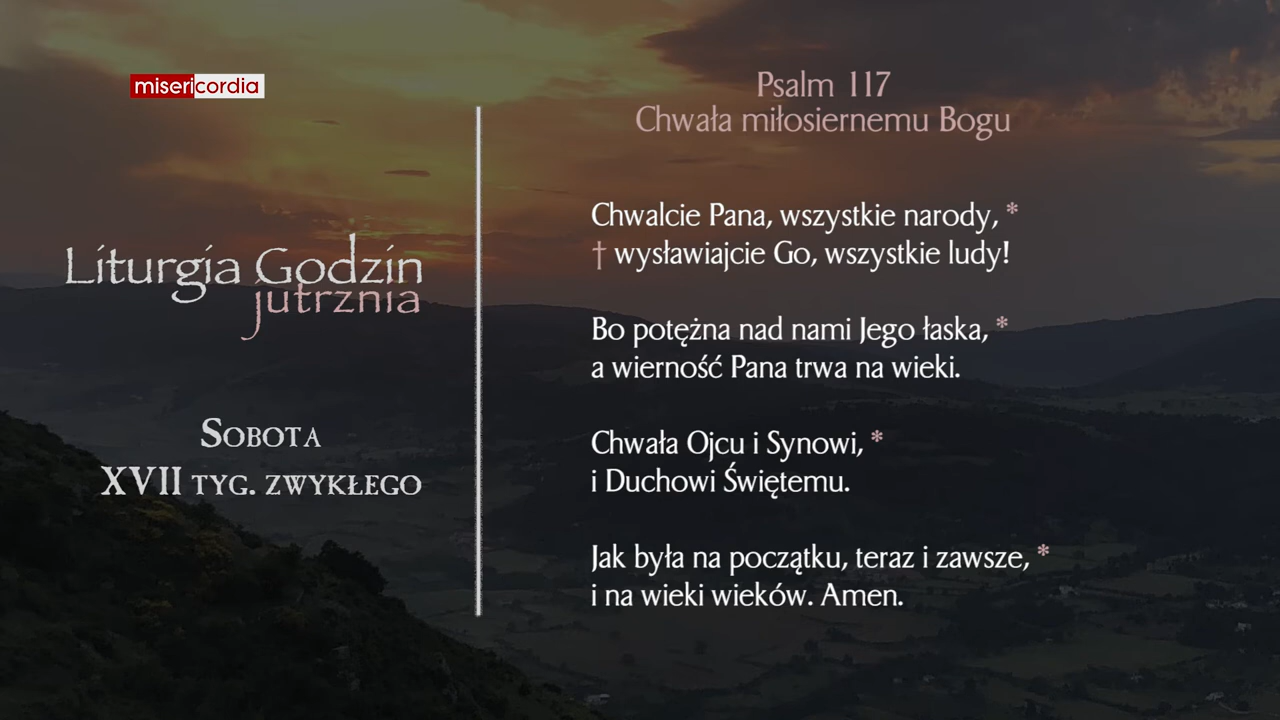 misericordia
Liturgia Godzin
jutrznia
Sobota
XVII tyg. zwykłego
Psalm 117
Chwała miłosiernemu Bogu
Chwalcie Pana, wszystkie narody, *
† wysławiajcie Go, wszystkie ludy!
Bo potężna nad nami Jego łaska, *
a wierność Pana trwa na wieki.
Chwała Ojcu i Synowi, *
i Duchowi Świętemu.
Jak była na początku, teraz i zawsze, *
i na wieki wieków. Amen.